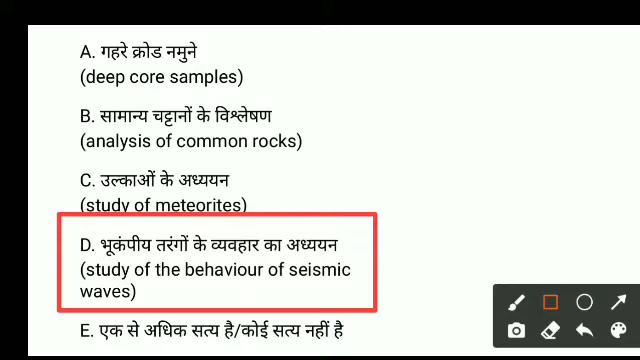 A. गहरे क्रोड नमुने
(deep core samples)
B. सामान्य चट्टानों के विश्लेषण
(analysis of common rocks)
C. उल्काओं के अध्ययन
(study of meteorites)
D. भूकंपीय तरंगों के व्यवहार का अध्ययन
(study of the behaviour of seismic
waves)
E. एक से अधिक सत्य है/कोई सत्य नहीं है